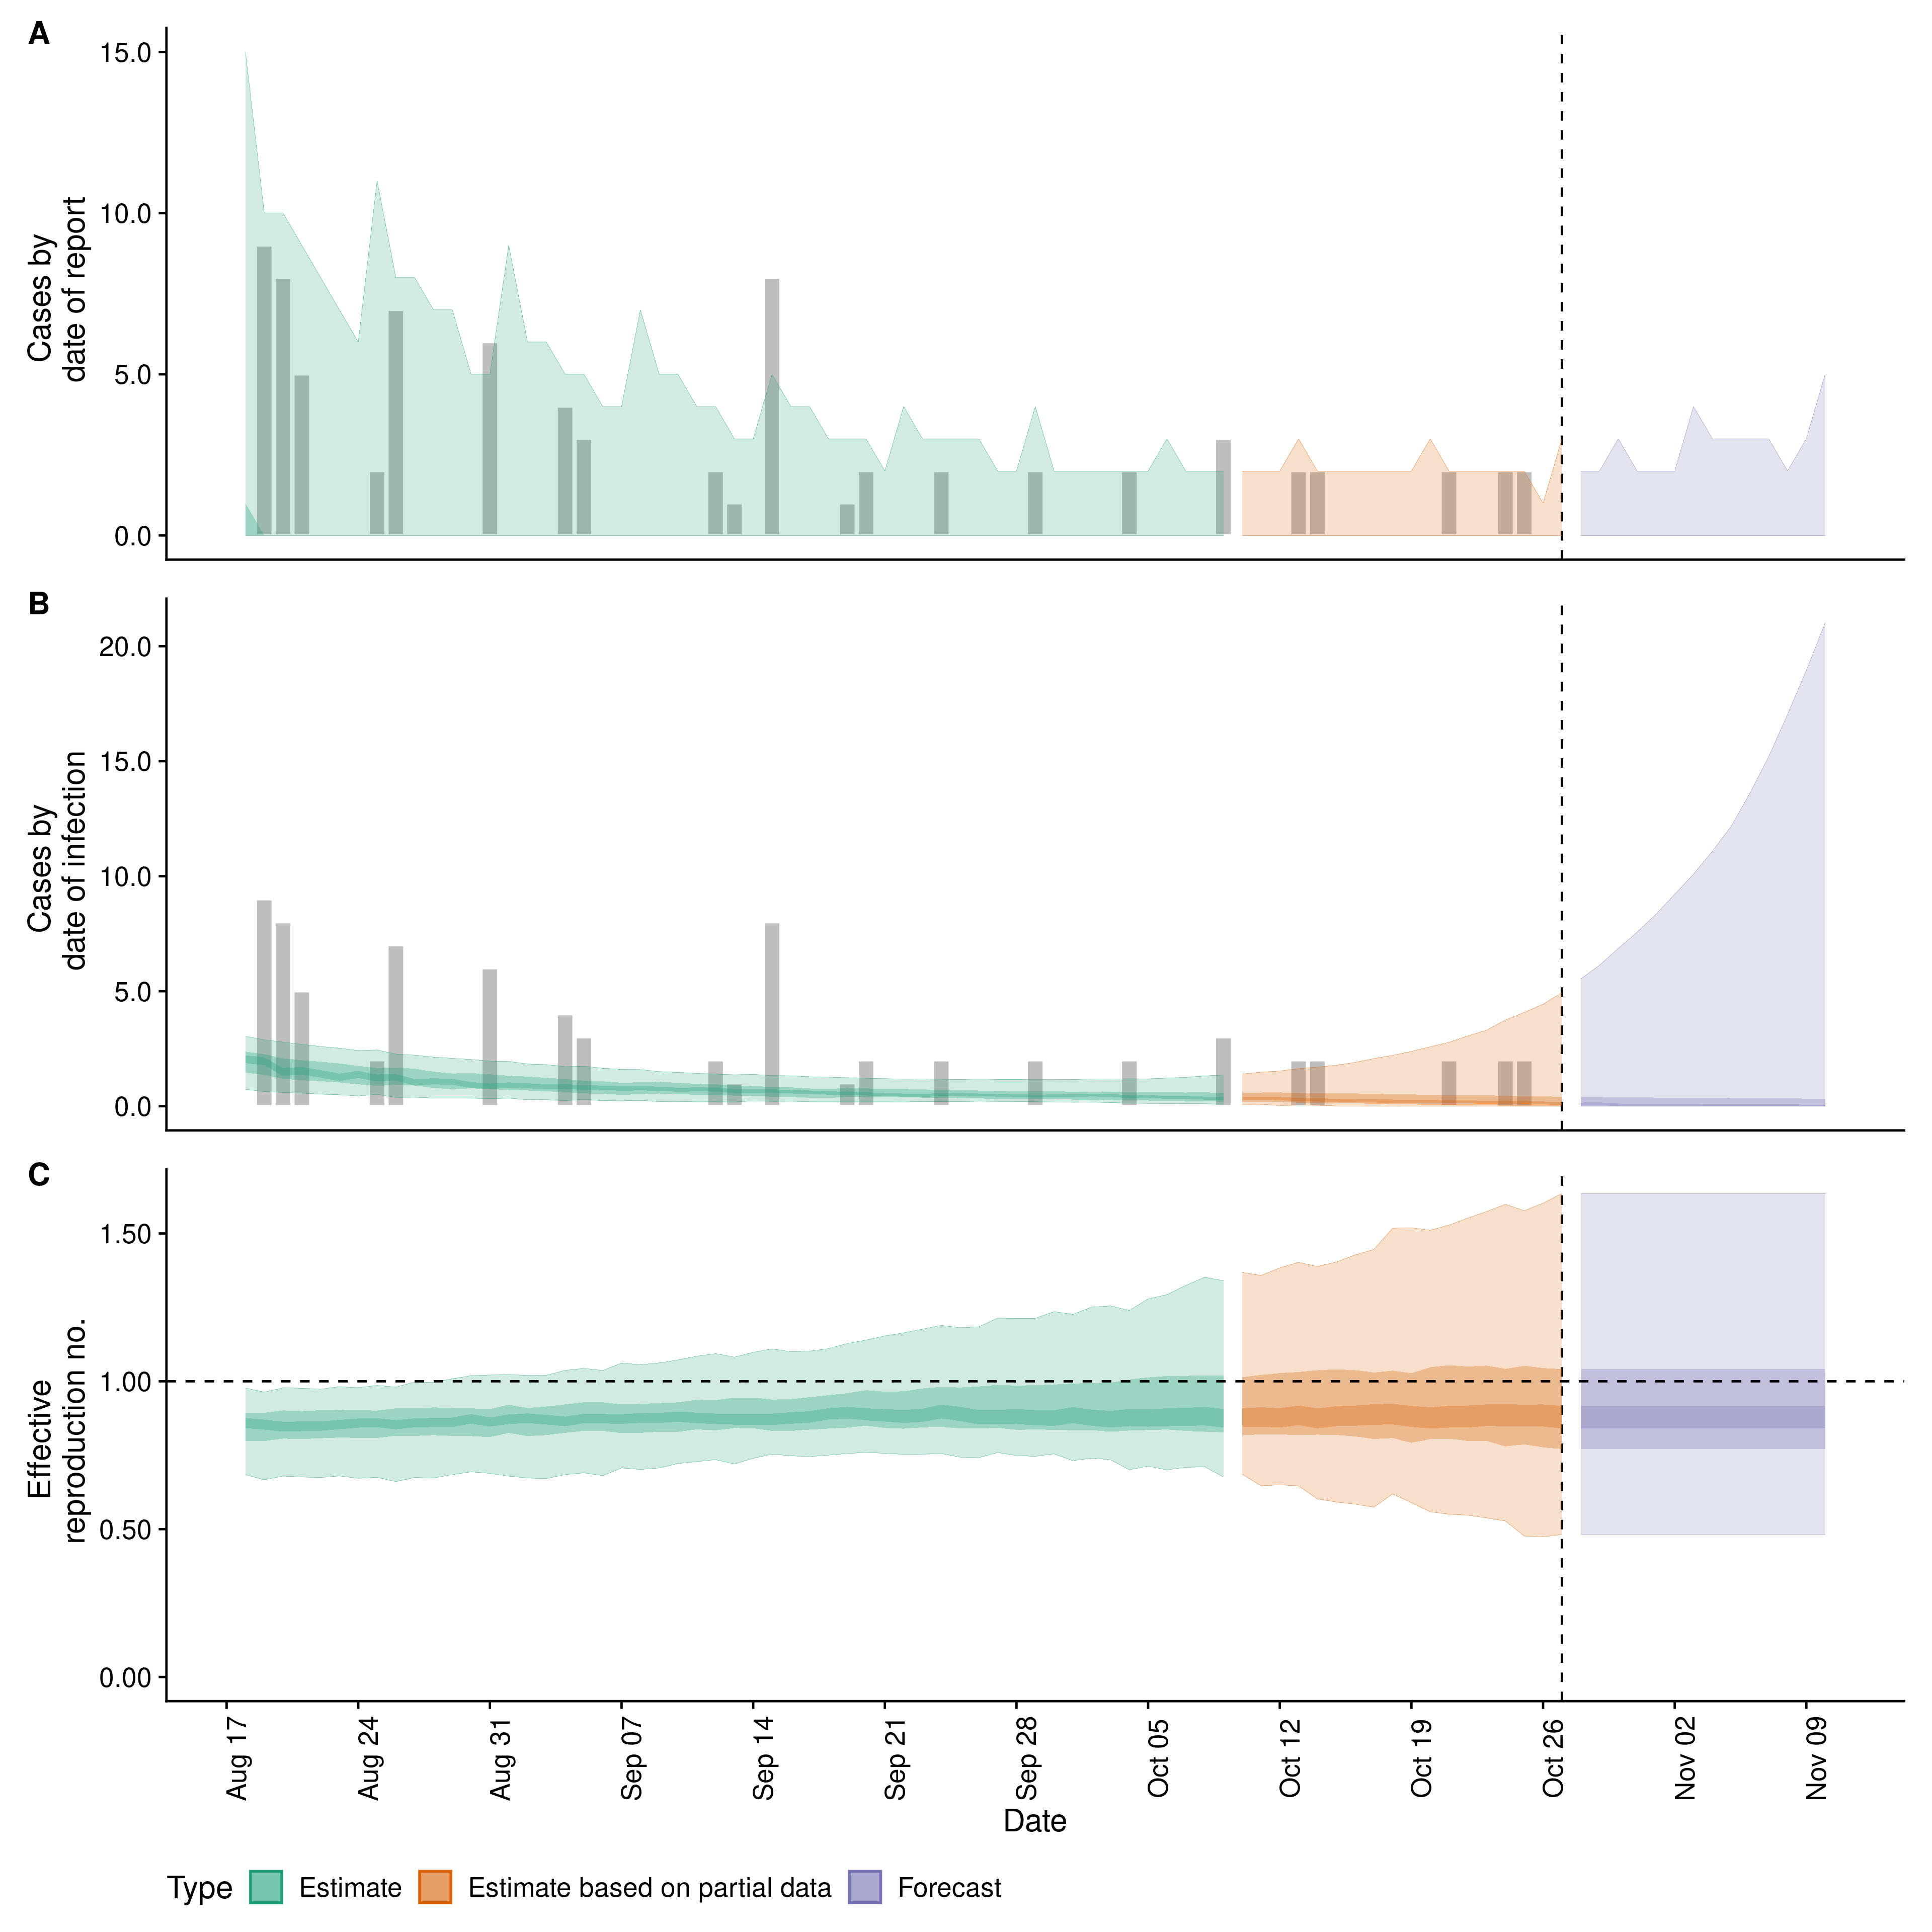 A
Cases by
date of report
15.0
10.0
5.0
0.0
B
Cases by
date of infection
20.0
15.0
10.0
5.0
0.0
C
Effective
reproduction no.
1.50
1.00
0.50
0.00
Aug 17
Aug 24
Aug 31
Sep 07
Sep 14
Sep 21
Sep 28
Oct 05
Oct 12
Oct 19
Oct 26
Nov 02
Nov 09
Date
Type Estimate Estimate based on partial data Forecast